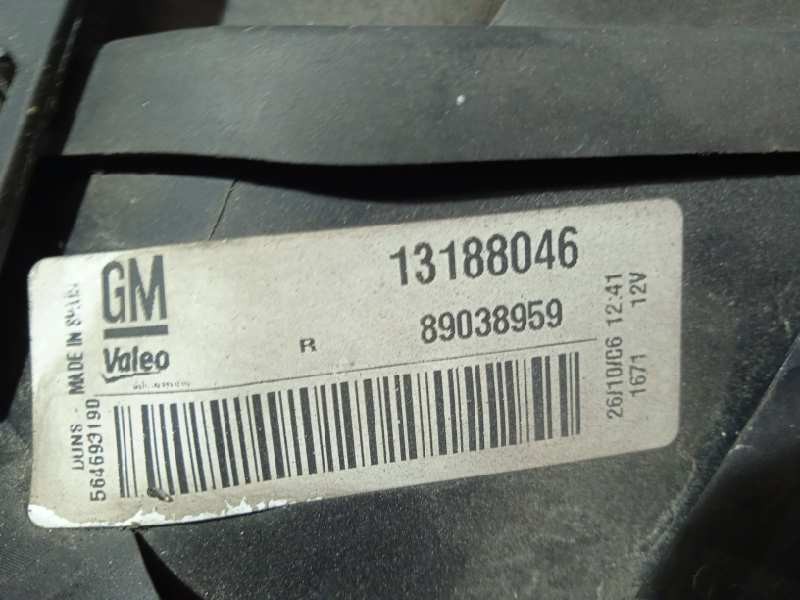 GM
Valeo
R
13188046
89038959
26/10/06 12:41
1671 12V
DUNS - MADE IN SPAIN
564693190